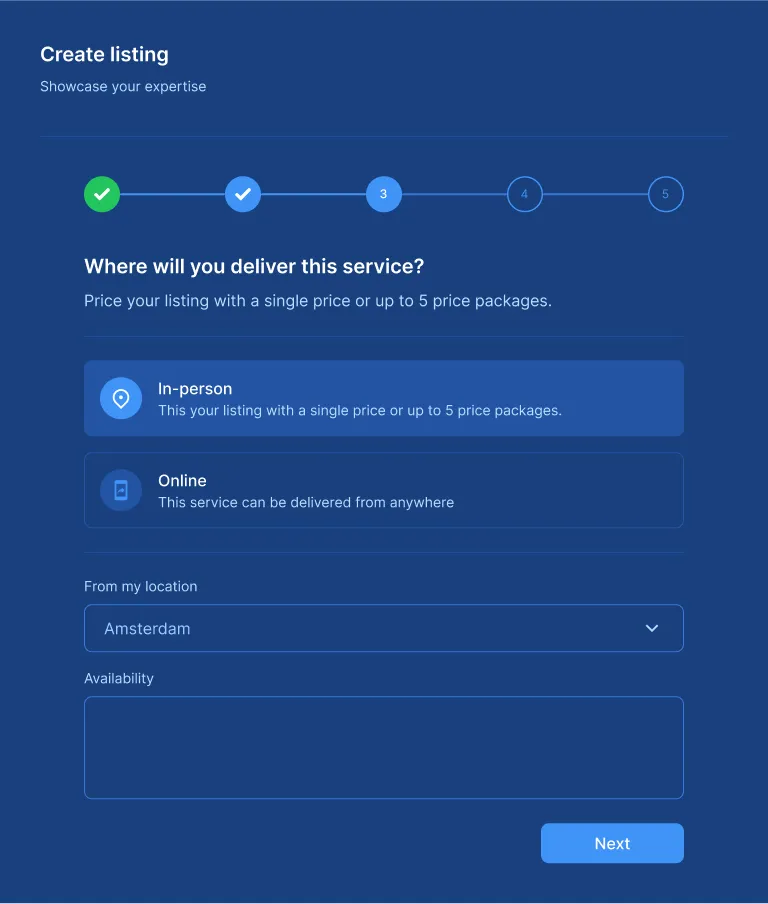 Create listing
Showcase your expertise
3
4
5
Where will you deliver this service?
Price your listing with a single price or up to 5 price packages.
In-person
This your listing with a single price or up to 5 price packages.
Online
This service can be delivered from anywhere
From my location
Amsterdam
Availability
Next